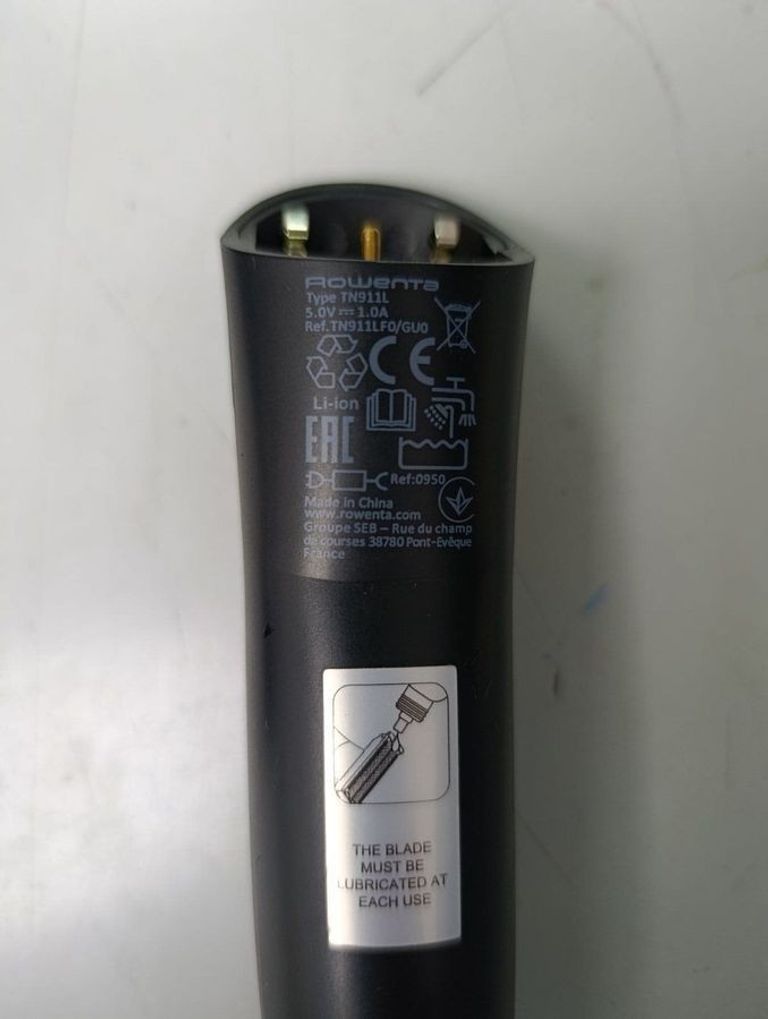 Rowenta
Type TN911L
5.0V ⎓ 1.0A
Ref.TN911LF0/GU0
CE
Li-ion
EAC
Ref:0950
Made in China
www.rowenta.com
Groupe SEB – Rue du champ
de courses 38780 Pont-Evêque
France
THE BLADE
MUST BE
LUBRICATED AT
EACH USE